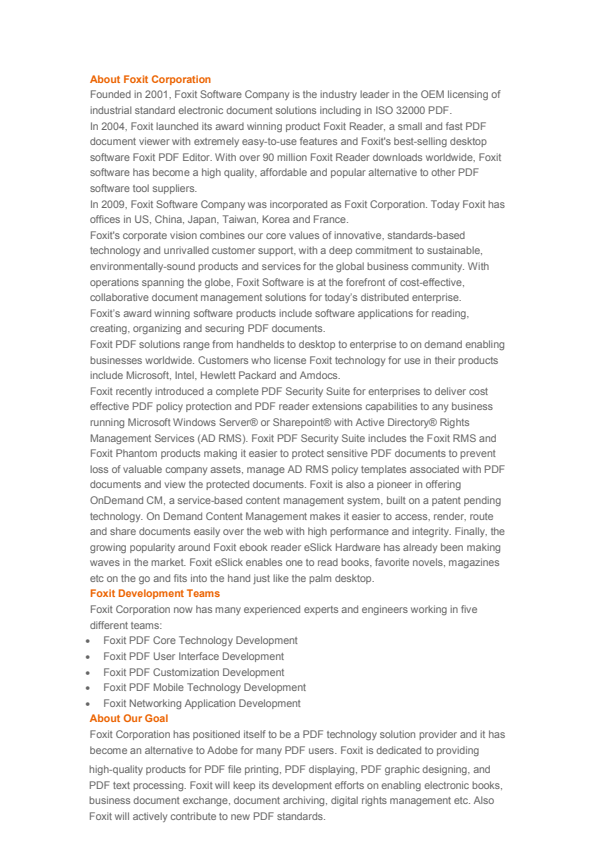 About Foxit Corporation
Founded in 2001, Foxit Software Company is the industry leader in the OEM licensing of
industrial standard electronic document solutions including in ISO 32000 PDF.
In 2004, Foxit launched its award winning product Foxit Reader, a small and fast PDF
document viewer with extremely easy-to-use features and Foxit's best-selling desktop
software Foxit PDF Editor. With over 90 million Foxit Reader downloads worldwide, Foxit
software has become a high quality, affordable and popular alternative to other PDF
software tool suppliers.
In 2009, Foxit Software Company was incorporated as Foxit Corporation. Today Foxit has
offices in US, China, Japan, Taiwan, Korea and France.
Foxit's corporate vision combines our core values of innovative, standards-based
technology and unrivalled customer support, with a deep commitment to sustainable,
environmentally-sound products and services for the global business community. With
operations spanning the globe, Foxit Software is at the forefront of cost-effective,
collaborative document management solutions for today’s distributed enterprise.
Foxit’s award winning software products include software applications for reading,
creating, organizing and securing PDF documents.
Foxit PDF solutions range from handhelds to desktop to enterprise to on demand enabling
businesses worldwide. Customers who license Foxit technology for use in their products
include Microsoft, Intel, Hewlett Packard and Amdocs.
Foxit recently introduced a complete PDF Security Suite for enterprises to deliver cost
effective PDF policy protection and PDF reader extensions capabilities to any business
running Microsoft Windows Server® or Sharepoint® with Active Directory® Rights
Management Services (AD RMS). Foxit PDF Security Suite includes the Foxit RMS and
Foxit Phantom products making it easier to protect sensitive PDF documents to prevent
loss of valuable company assets, manage AD RMS policy templates associated with PDF
documents and view the protected documents. Foxit is also a pioneer in offering
OnDemand CM, a service-based content management system, built on a patent pending
technology. On Demand Content Management makes it easier to access, render, route
and share documents easily over the web with high performance and integrity. Finally, the
growing popularity around Foxit ebook reader eSlick Hardware has already been making
waves in the market. Foxit eSlick enables one to read books, favorite novels, magazines
etc on the go and fits into the hand just like the palm desktop.
Foxit Development Teams
Foxit Corporation now has many experienced experts and engineers working in five
different teams:
• Foxit PDF Core Technology Development
• Foxit PDF User Interface Development
• Foxit PDF Customization Development
• Foxit PDF Mobile Technology Development
• Foxit Networking Application Development
About Our Goal
Foxit Corporation has positioned itself to be a PDF technology solution provider and it has
become an alternative to Adobe for many PDF users. Foxit is dedicated to providing
high-quality products for PDF file printing, PDF displaying, PDF graphic designing, and
PDF text processing. Foxit will keep its development efforts on enabling electronic books,
business document exchange, document archiving, digital rights management etc. Also
Foxit will actively contribute to new PDF standards.